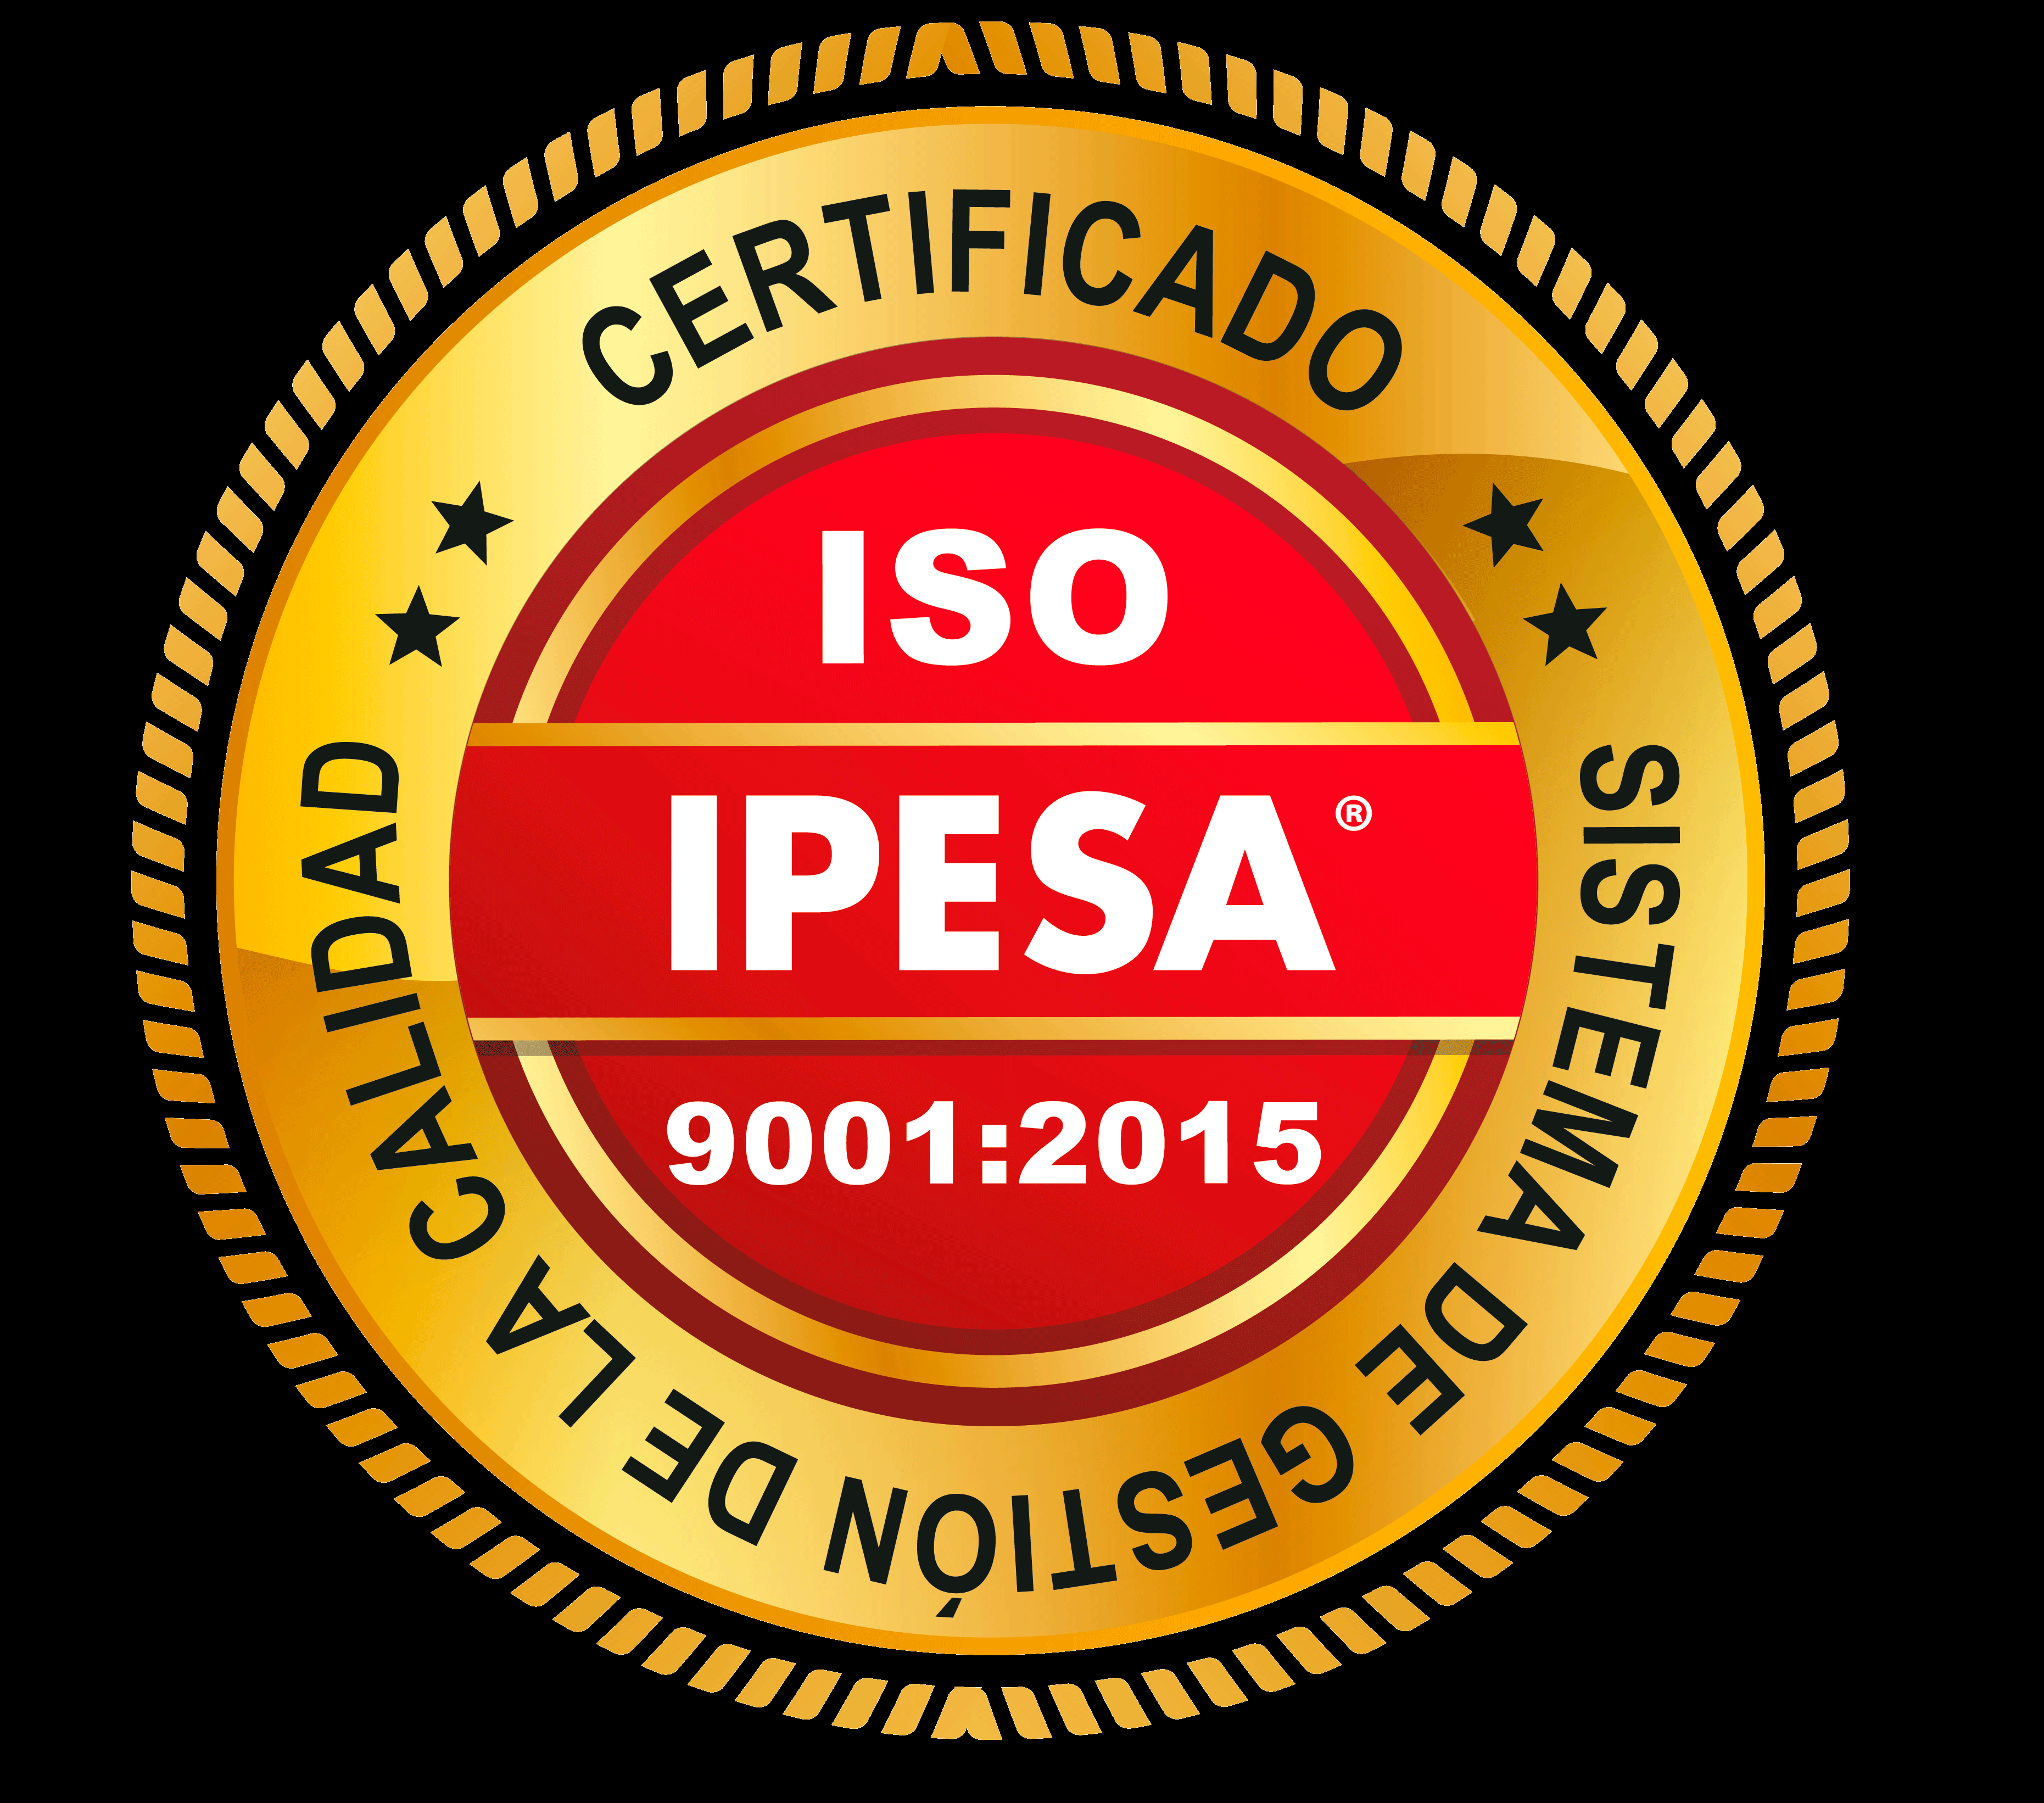 CERTIFICADO
ISO
IPESA®
9001:2015
SISTEMA DE GESTIÓN DE LA CALIDAD